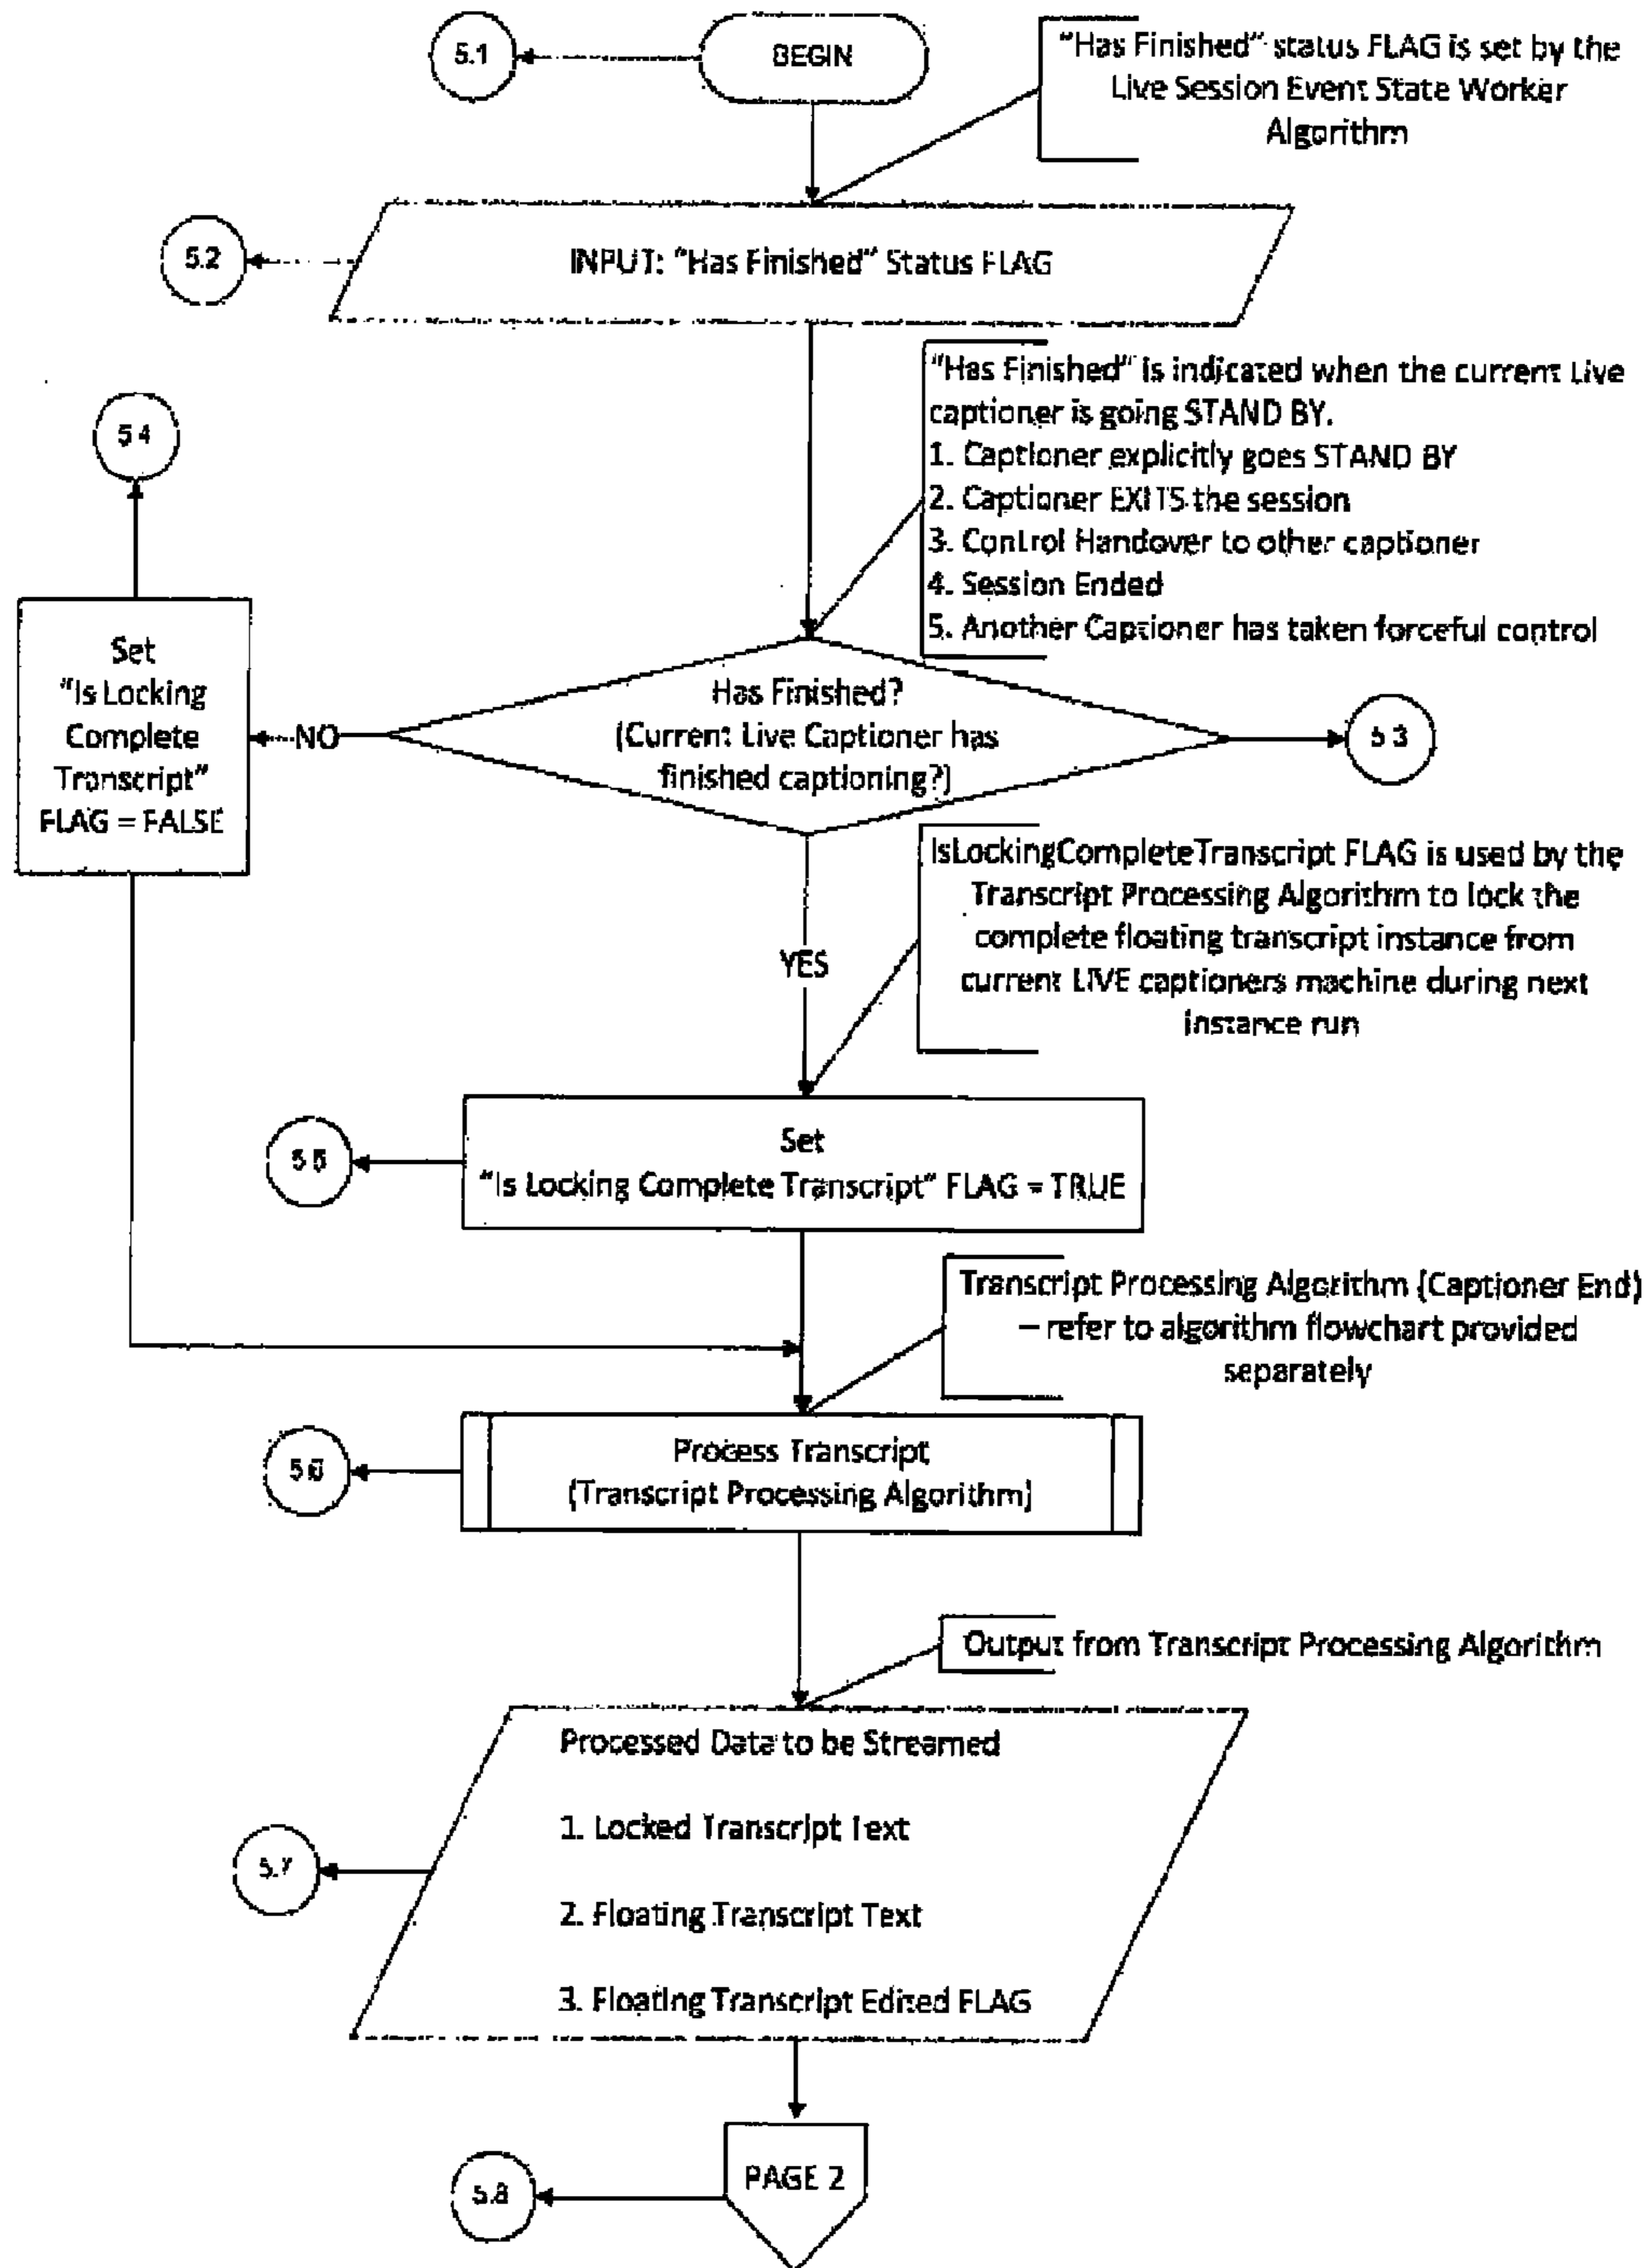 5.1
BEGIN
"Has Finished" status FLAG is set by the
Live Session Event State Worker
Algorithm
5.2
INPUT: "Has Finished" Status FLAG
"Has Finished" is indicated when the current Live
captioner is going STAND BY.
1. Captioner explicitly goes STAND BY
2. Captioner EXITS the session
3. Control Handover to other captioner
4. Session Ended
5. Another Captioner has taken forceful control
5.4
Set
"Is Locking
Complete
Transcript"
FLAG = FALSE
NO
Has Finished?
(Current Live Captioner has
finished captioning?)
5.3
IsLockingCompleteTranscript FLAG is used by the
Transcript Processing Algorithm to lock the
complete floating transcript instance from
current LIVE captioners machine during next
instance run
YES
5.5
Set
"Is Locking Complete Transcript" FLAG = TRUE
Transcript Processing Algorithm (Captioner End)
– refer to algorithm flowchart provided
separately
5.6
Process Transcript
(Transcript Processing Algorithm)
Output from Transcript Processing Algorithm
Processed Data to be Streamed
1. Locked Transcript Text
2. Floating Transcript Text
3. Floating Transcript Edited FLAG
5.7
PAGE 2
5.8